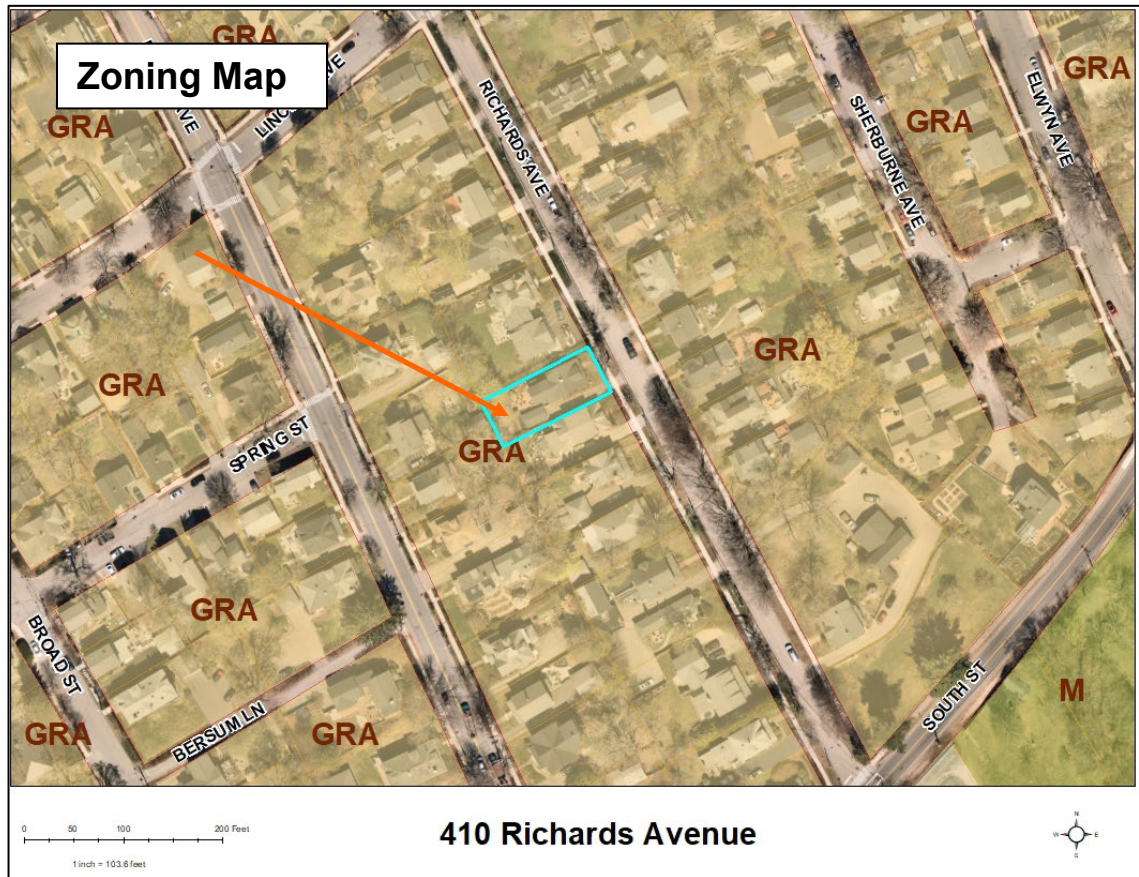 Zoning Map
GRA
GRA
GRA
GRA
AVE
LINC
VE
RICHARDS AVE
SHERBURNE AVE
ELWYN AVE
GRA
GRA
GRA
SPRING ST
GRA
BROAD ST
BERSUM LN
GRA
GRA
SOUTH ST
M
0 50 100 200 Feet
1 inch = 103.6 feet
410 Richards Avenue
N
W E
S